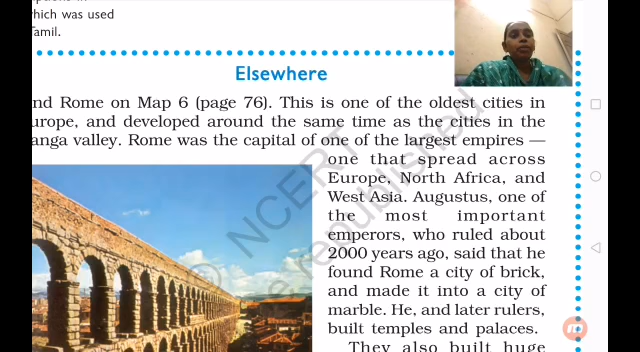 which was used
Tamil.
Elsewhere
nd Rome on Map 6 (page 76). This is one of the oldest cities in
urope, and developed around the same time as the cities in the
anga valley. Rome was the capital of one of the largest empires —
one that spread across
Europe, North Africa, and
West Asia. Augustus, one of
the most important
emperors, who ruled about
2000 years ago, said that he
found Rome a city of brick,
and made it into a city of
marble. He, and later rulers,
built temples and palaces.
They also built huge
© NCERT
republished